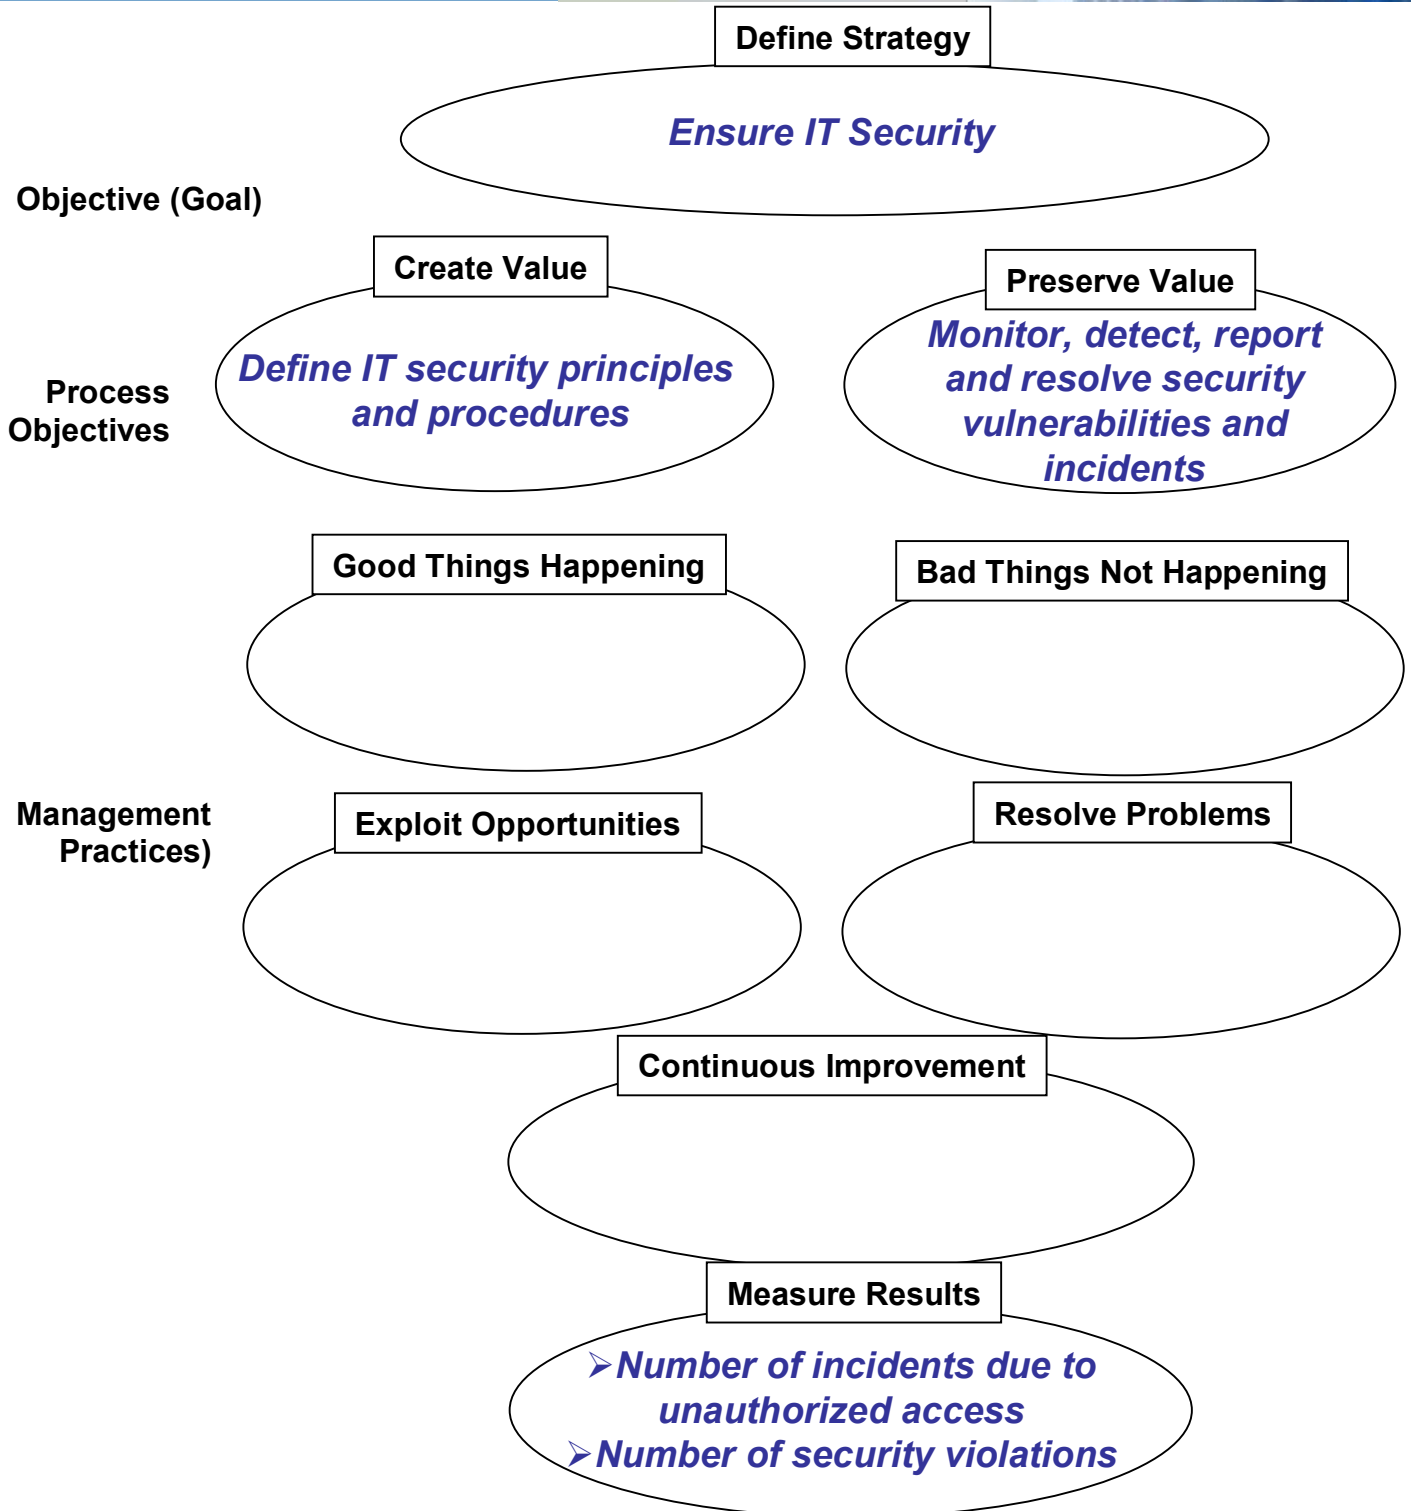 Define Strategy
Ensure IT Security
Objective (Goal)
Create Value
Preserve Value
Define IT security principles
and procedures
Monitor, detect, report
and resolve security
vulnerabilities and
incidents
Process
Objectives
Good Things Happening
Bad Things Not Happening
Management
Practices)
Exploit Opportunities
Resolve Problems
Continuous Improvement
Measure Results
➢Number of incidents due to
unauthorized access
➢Number of security violations